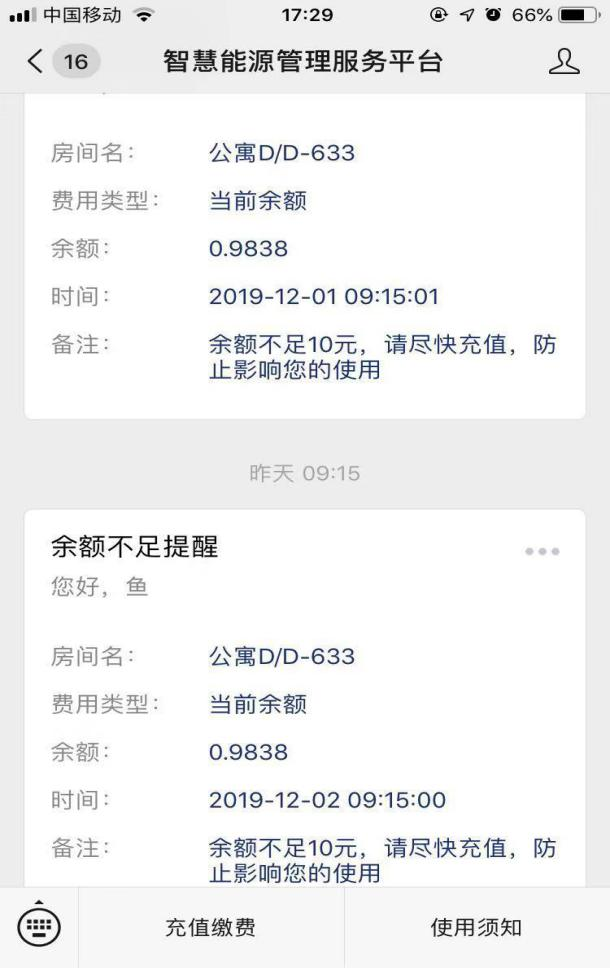 中国移动 17:29 66%
16 智慧能源管理服务平台
房间名: 公寓D/D-633
费用类型: 当前余额
余额: 0.9838
时间: 2019-12-01 09:15:01
备注: 余额不足10元，请尽快充值，防
止影响您的使用
昨天 09:15
余额不足提醒
您好，鱼
房间名: 公寓D/D-633
费用类型: 当前余额
余额: 0.9838
时间: 2019-12-02 09:15:00
备注: 余额不足10元，请尽快充值，防
止影响您的使用
充值缴费 使用须知